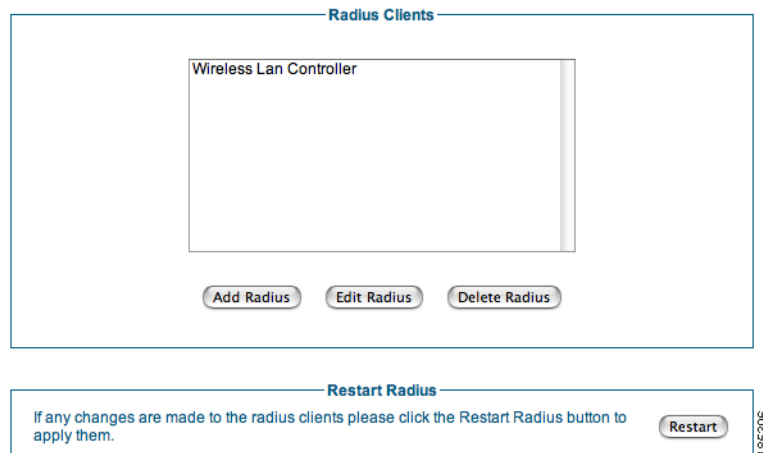 Radius Clients
Wireless Lan Controller
Add Radius
Edit Radius
Delete Radius
Restart Radius
If any changes are made to the radius clients please click the Restart Radius button to
apply them.
Restart